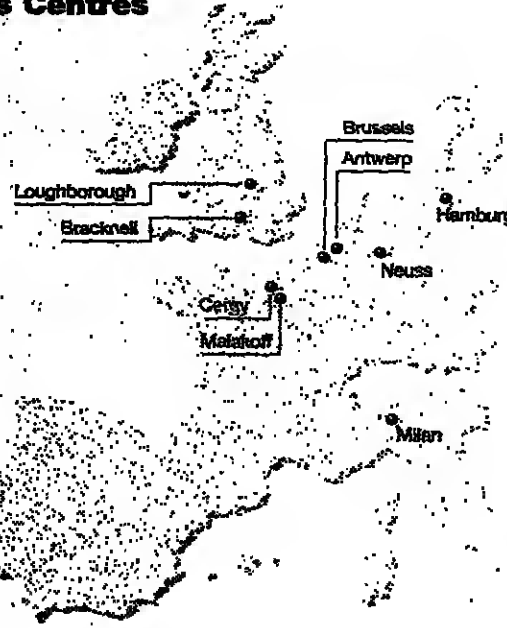 s Centres
Brussels
Antwerp
Loughborough
Bracknell
Hamburg
Neuss
Cergy
Malakoff
Milan